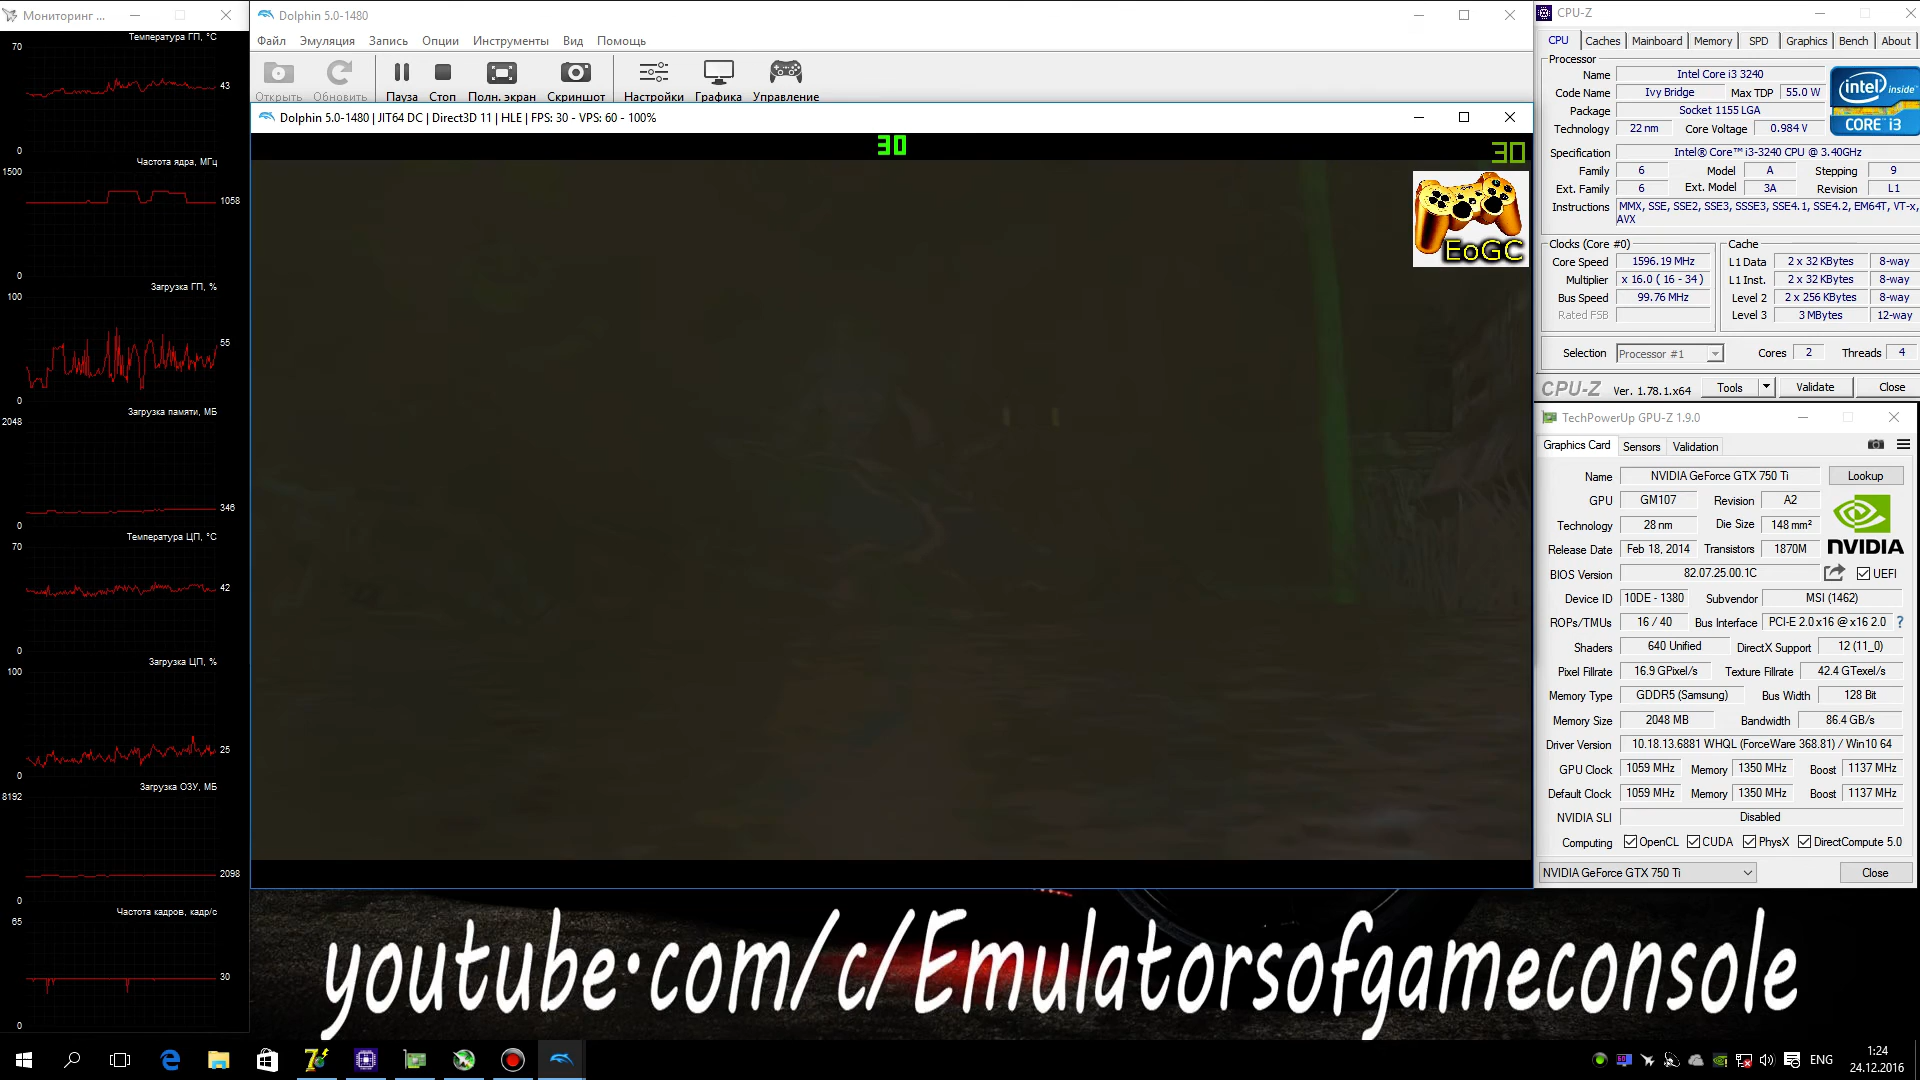 Мониторинг ...
Температура ГП, °C
70
43
0
Частота ядра, МГц
1500
1058
0
Загрузка ГП, %
100
55
0
Загрузка памяти, МБ
2048
346
0
Температура ЦП, °C
70
42
0
Загрузка ЦП, %
100
25
0
Загрузка ОЗУ, МБ
8192
2098
0
Частота кадров, кадр/с
65
30
0
Dolphin 5.0-1480
Файл Эмуляция Запись Опции Инструменты Вид Помощь
Открыть Обновить Пауза Стоп Полн. экран Скриншот Настройки Графика Управление
Dolphin 5.0-1480 | JIT64 DC | Direct3D 11 | HLE | FPS: 30 - VPS: 60 - 100%
30
30
EoGC
CPU-Z
CPU Caches Mainboard Memory SPD Graphics Bench About
Processor
Name Intel Core i3 3240
Code Name Ivy Bridge Max TDP 55.0 W
Package Socket 1155 LGA
Technology 22 nm Core Voltage 0.984 V
intel inside™
CORE i3
Specification Intel® Core™ i3-3240 CPU @ 3.40GHz
Family 6 Model A Stepping 9
Ext. Family 6 Ext. Model 3A Revision L1
Instructions MMX, SSE, SSE2, SSE3, SSSE3, SSE4.1, SSE4.2, EM64T, VT-x,
AVX
Clocks (Core #0) Cache
Core Speed 1596.19 MHz L1 Data 2 x 32 KBytes 8-way
Multiplier x 16.0 ( 16 - 34 ) L1 Inst. 2 x 32 KBytes 8-way
Bus Speed 99.76 MHz Level 2 2 x 256 KBytes 8-way
Rated FSB Level 3 3 MBytes 12-way
Selection Processor #1 Cores 2 Threads 4
CPU-Z Ver. 1.78.1.x64 Tools Validate Close
TechPowerUp GPU-Z 1.9.0
Graphics Card Sensors Validation
Name NVIDIA GeForce GTX 750 Ti Lookup
GPU GM107 Revision A2
Technology 28 nm Die Size 148 mm²
Release Date Feb 18, 2014 Transistors 1870M
NVIDIA
BIOS Version 82.07.25.00.1C UEFI
Device ID 10DE - 1380 Subvendor MSI (1462)
ROPs/TMUs 16 / 40 Bus Interface PCI-E 2.0 x16 @ x16 2.0 ?
Shaders 640 Unified DirectX Support 12 (11_0)
Pixel Fillrate 16.9 GPixel/s Texture Fillrate 42.4 GTexel/s
Memory Type GDDR5 (Samsung) Bus Width 128 Bit
Memory Size 2048 MB Bandwidth 86.4 GB/s
Driver Version 10.18.13.6881 WHQL (ForceWare 368.81) / Win10 64
GPU Clock 1059 MHz Memory 1350 MHz Boost 1137 MHz
Default Clock 1059 MHz Memory 1350 MHz Boost 1137 MHz
NVIDIA SLI Disabled
Computing OpenCL CUDA PhysX DirectCompute 5.0
NVIDIA GeForce GTX 750 Ti Close
youtube.com/c/Emulatorsofgameconsole
ENG
1:24
24.12.2016